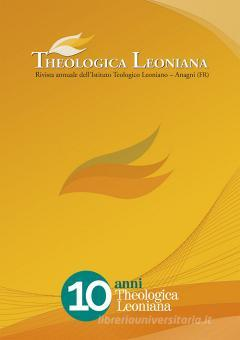 THEOLOGICA LEONIANA
Rivista annuale dell'Istituto Teologico Leoniano – Anagni (FR)
10 anni
Theologica
Leoniana
libreriauniversitaria.it